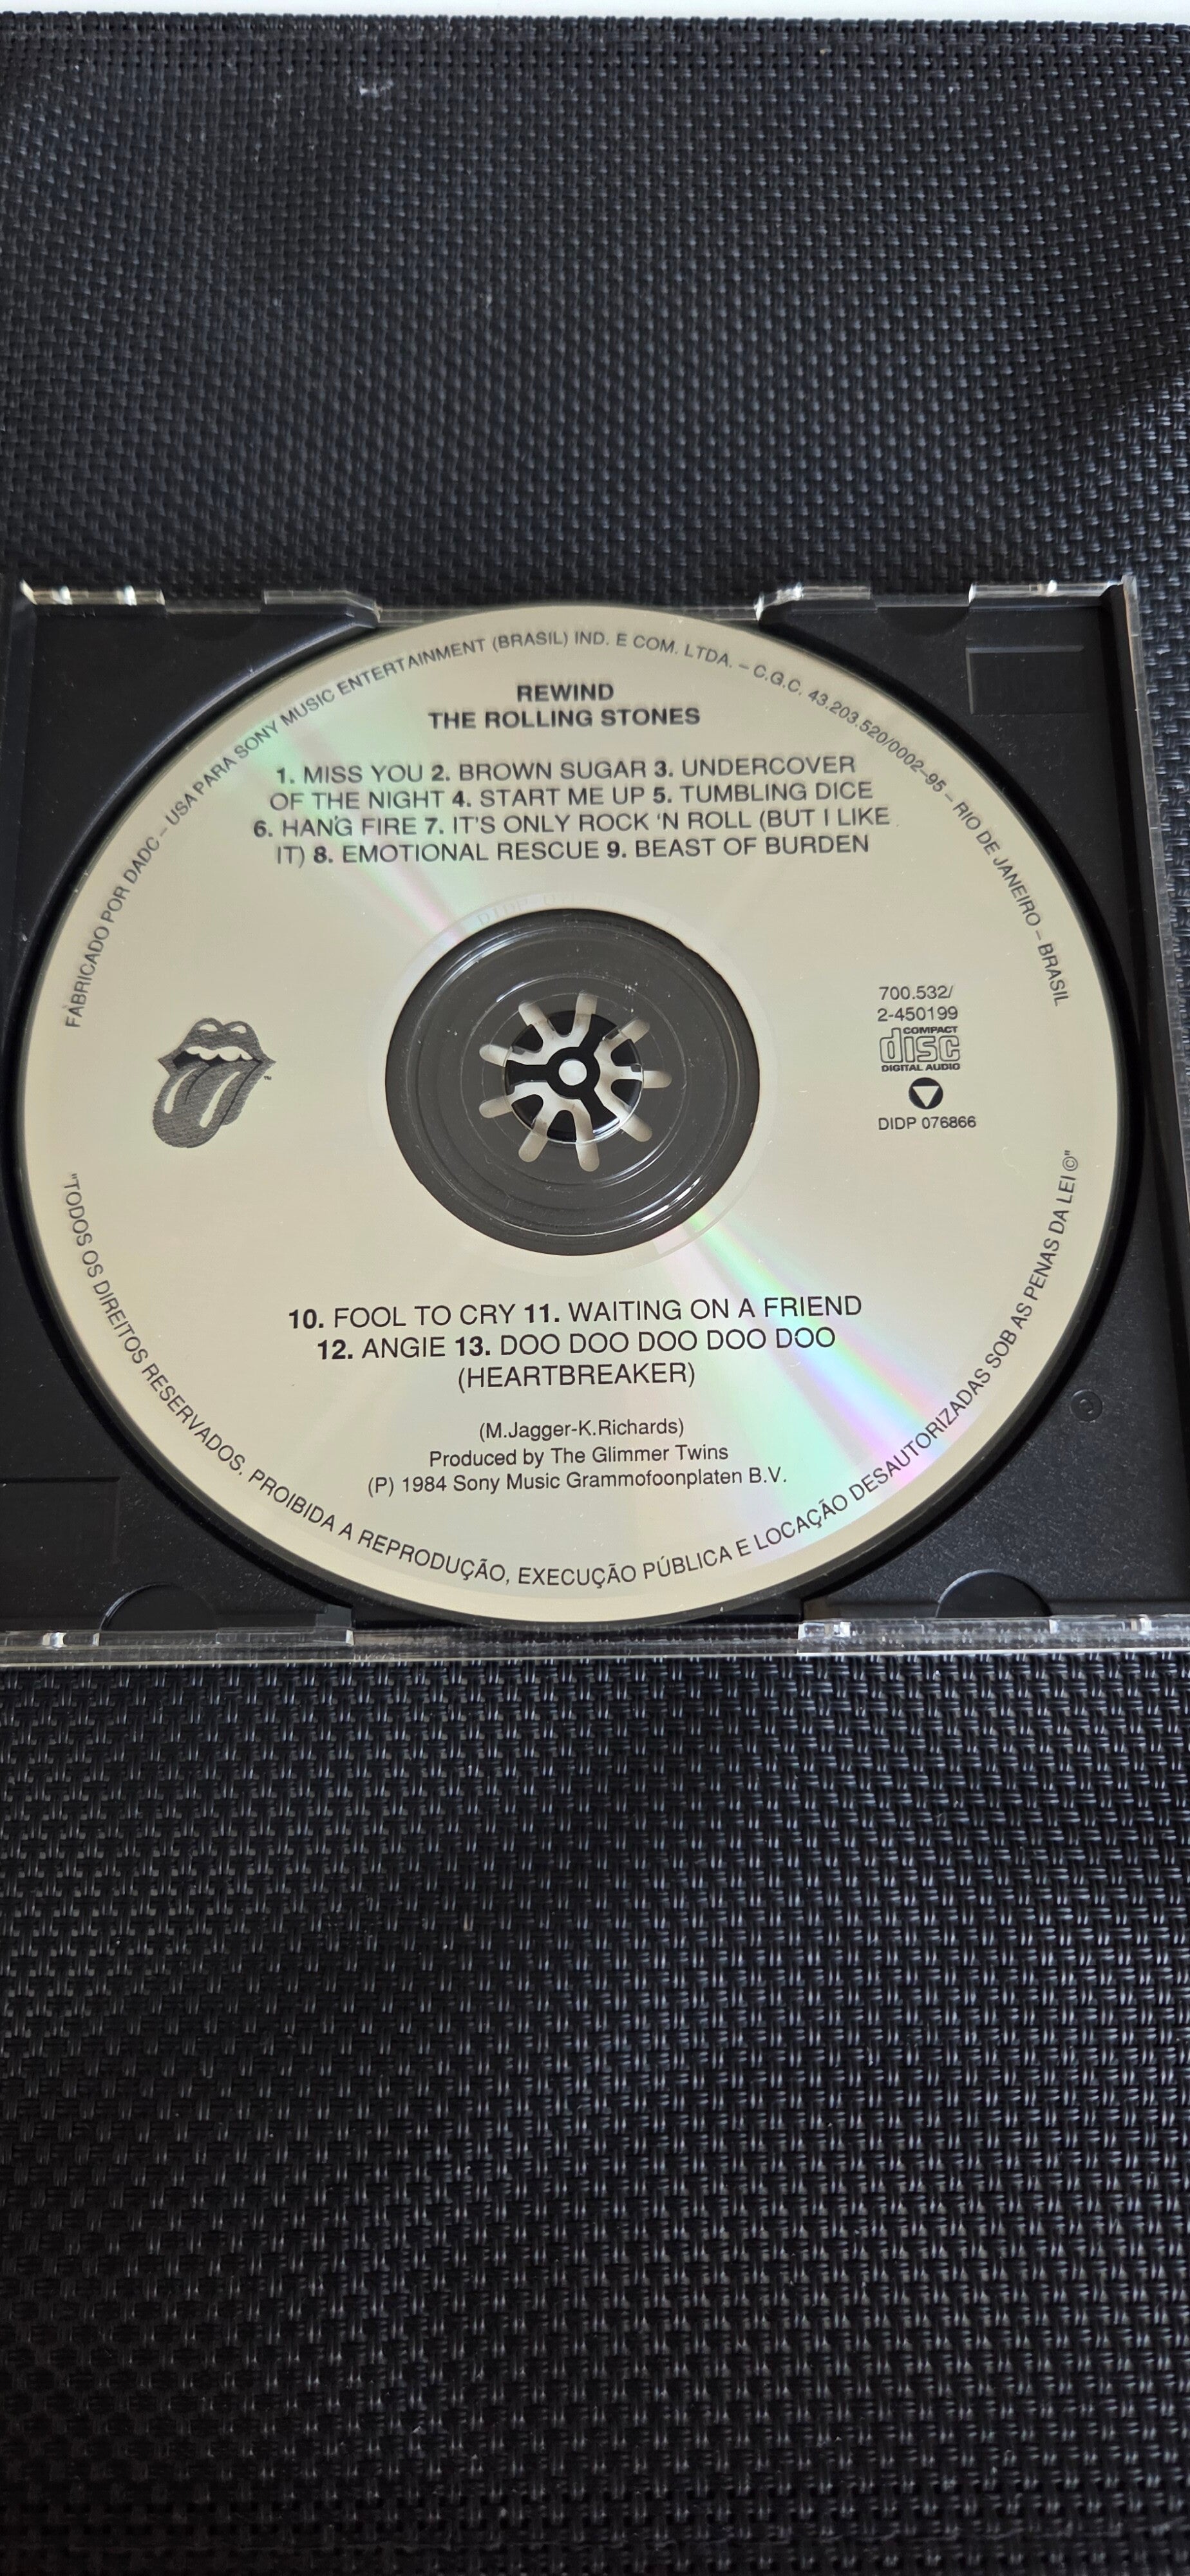 FABRICADO POR DADC – USA PARA SONY MUSIC ENTERTAINMENT (BRASIL) IND. E COM. LTDA. – C.G.C. 43.203.520/0002–95 – RIO DE JANEIRO – BRASIL
REWIND
THE ROLLING STONES
1. MISS YOU 2. BROWN SUGAR 3. UNDERCOVER
OF THE NIGHT 4. START ME UP 5. TUMBLING DICE
6. HANG FIRE 7. IT'S ONLY ROCK 'N ROLL (BUT I LIKE
IT) 8. EMOTIONAL RESCUE 9. BEAST OF BURDEN
700.532/
2-450199
COMPACT
disc
DIGITAL AUDIO
DIDP 076866
TM
10. FOOL TO CRY 11. WAITING ON A FRIEND
12. ANGIE 13. DOO DOO DOO DOO DOO
(HEARTBREAKER)
(M.Jagger-K.Richards)
Produced by The Glimmer Twins
(P) 1984 Sony Music Grammofoonplaten B.V.
"TODOS OS DIREITOS RESERVADOS. PROIBIDA A REPRODUÇÃO, EXECUÇÃO PÚBLICA E LOCAÇÃO DESAUTORIZADAS SOB AS PENAS DA LEI ©"